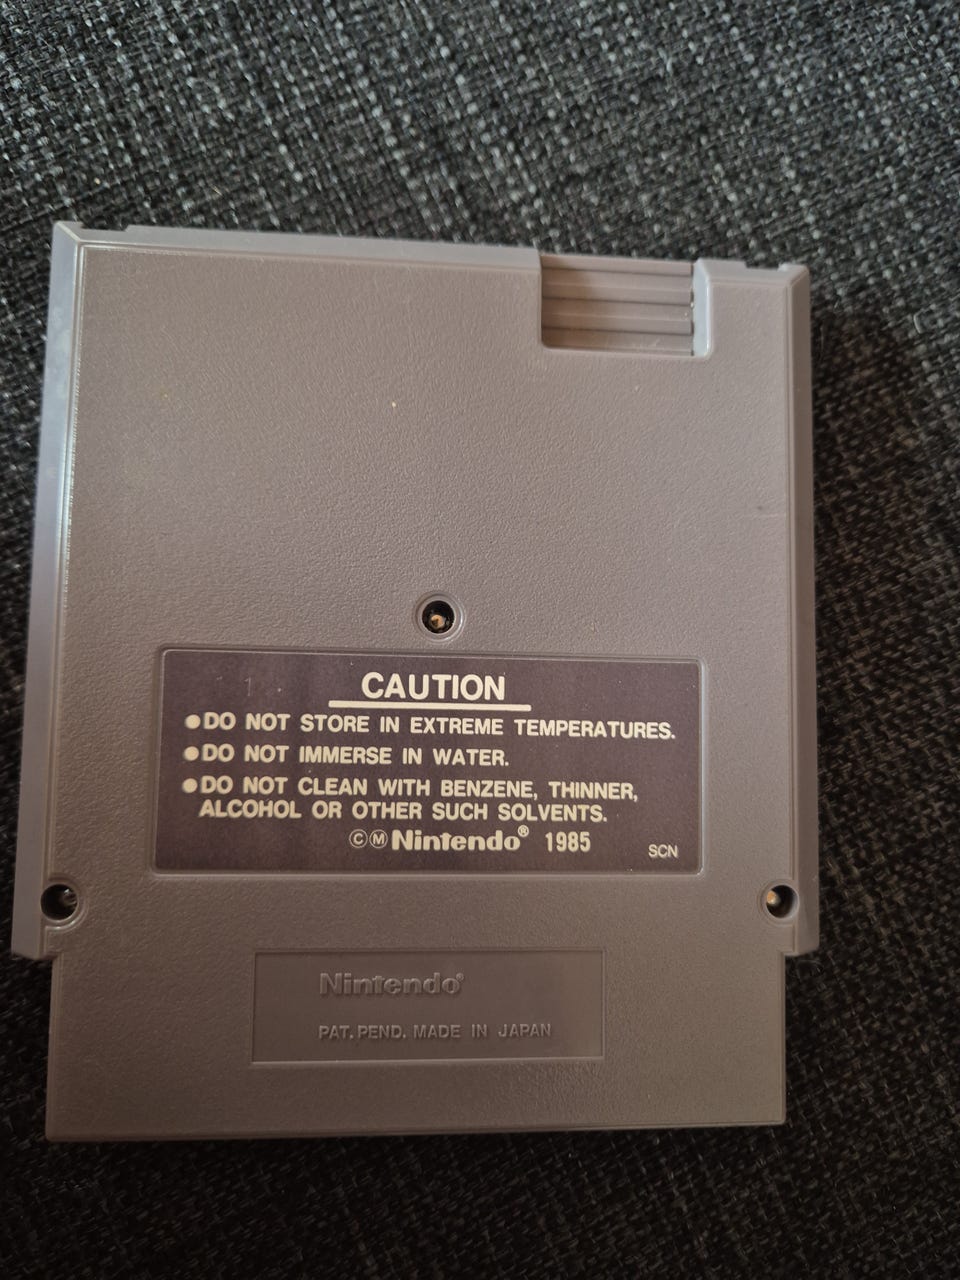 CAUTION
●DO NOT STORE IN EXTREME TEMPERATURES.
●DO NOT IMMERSE IN WATER.
●DO NOT CLEAN WITH BENZENE, THINNER,
ALCOHOL OR OTHER SUCH SOLVENTS.
ⒸⓂNintendo® 1985
SCN
Nintendo®
PAT. PEND. MADE IN JAPAN